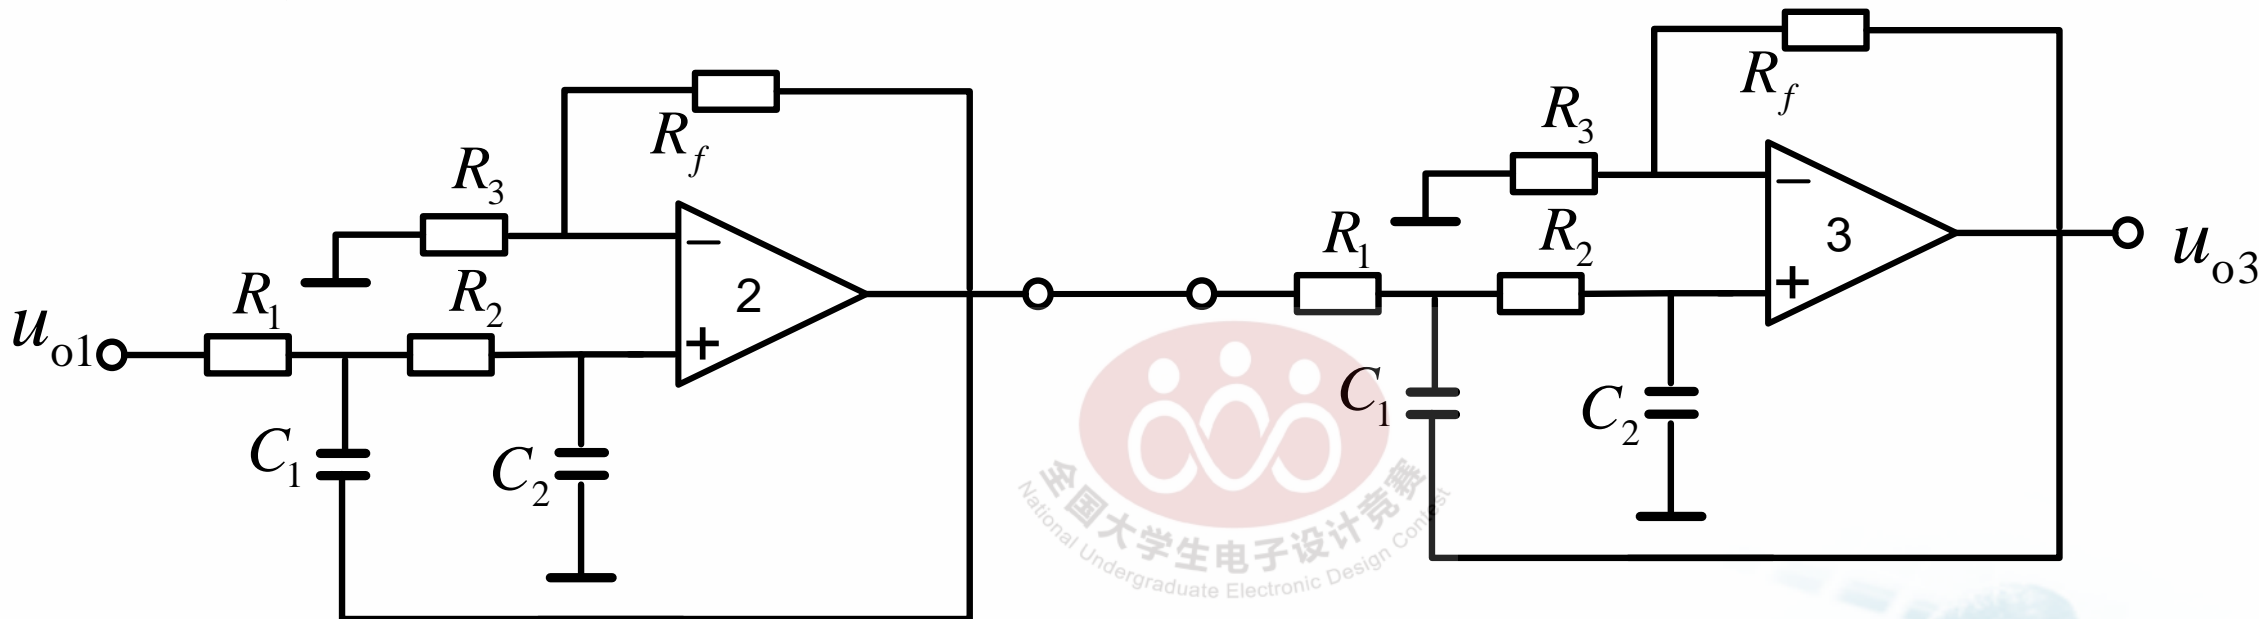 R_f
R_3
R_f
R_3
R_1
R_2
3
u_o3
R_1
R_2
2
u_o1
C_1
C_2
C_1
C_2
全国大学生电子设计竞赛
National Undergraduate Electronic Design Contest